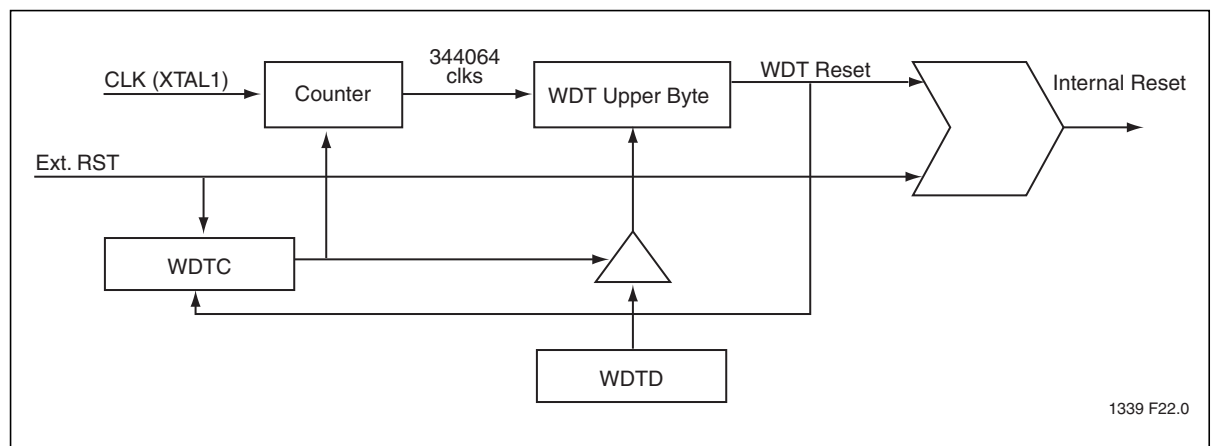 344064
clks
CLK (XTAL1)
Counter
WDT Upper Byte
WDT Reset
Internal Reset
Ext. RST
WDTC
WDTD
1339 F22.0